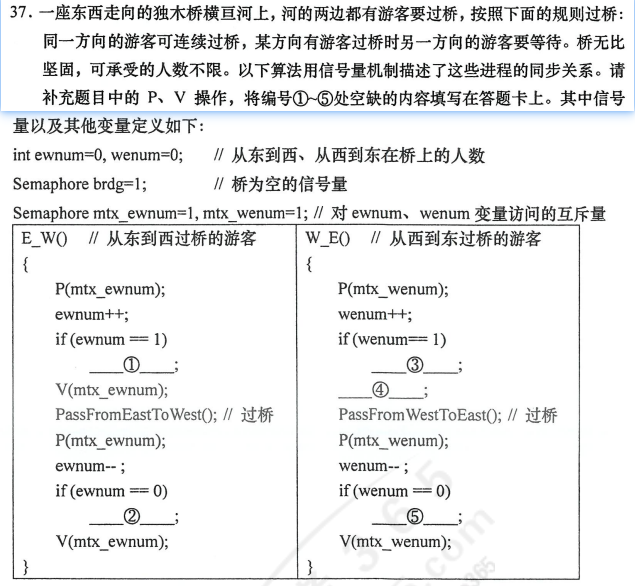 37. 一座东西走向的独木桥横亘河上，河的两边都有游客要过桥，按照下面的规则过桥：
同一方向的游客可连续过桥，某方向有游客过桥时另一方向的游客要等待。桥无比
坚固，可承受的人数不限。以下算法用信号量机制描述了这些进程的同步关系。请
补充题目中的 P、V 操作，将编号①~⑤处空缺的内容填写在答题卡上。其中信号
量以及其他变量定义如下：
int ewnum=0, wenum=0; // 从东到西、从西到东在桥上的人数
Semaphore brdg=1; // 桥为空的信号量
Semaphore mtx_ewnum=1, mtx_wenum=1; // 对 ewnum、wenum 变量访问的互斥量
E_W() // 从东到西过桥的游客
{
P(mtx_ewnum);
ewnum++;
if (ewnum == 1)
____①____;
V(mtx_ewnum);
PassFromEastToWest(); // 过桥
P(mtx_ewnum);
ewnum-- ;
if (ewnum == 0)
____②____;
V(mtx_ewnum);
}
W_E() // 从西到东过桥的游客
{
P(mtx_wenum);
wenum++;
if (wenum== 1)
____③____;
____④____;
PassFromWestToEast(); // 过桥
P(mtx_wenum);
wenum-- ;
if (wenum == 0)
____⑤____;
V(mtx_wenum);
}